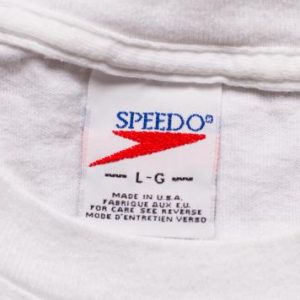 SPEEDO®
--- L-G ---
MADE IN U.S.A.
FABRIQUE AUX E.U.
FOR CARE SEE REVERSE
MODE D'ENTRETIEN VERSO